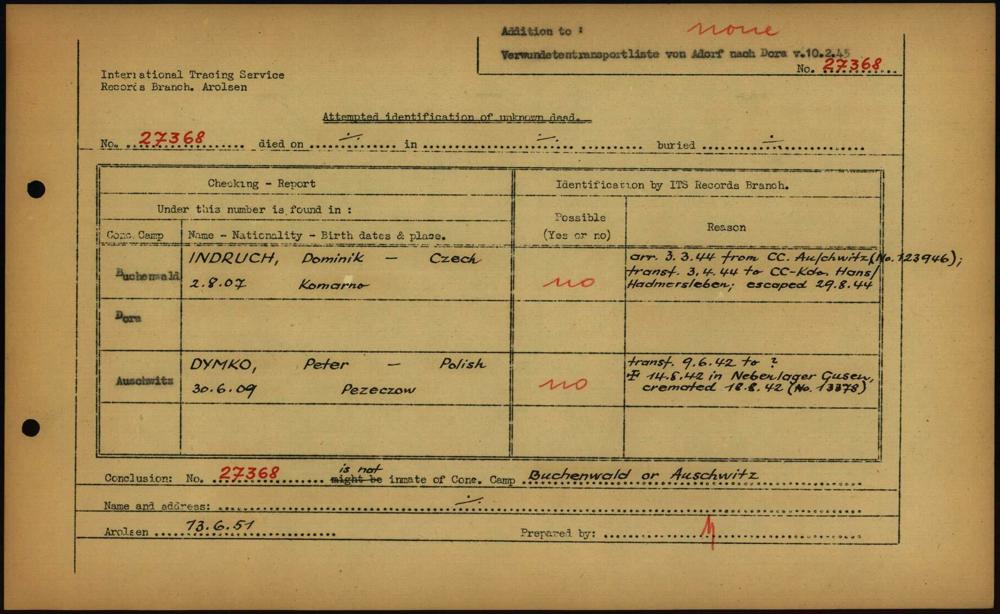 Addition to : none
Verwundetentransportliste von Adorf nach Dora v.10.2.45
No. 27368
International Tracing Service
Records Branch. Arolsen
Attempted identification of unknown dead.
No. 27368 died on ./. in ./. buried ./.
Checking - Report
Identification by ITS Records Branch.
Under this number is found in :
Possible
(Yes or no)
Reason
Conc. Camp
Name - Nationality - Birth dates & place.
Buchenwald
INDRUCH, Dominik - Czech
2.8.07 Komarno
no
arr. 3.3.44 from CC. Auschwitz (No. 123946);
transf. 3.4.44 to CC-Kdo. Hans/
Hadmersleben; escaped 29.8.44
Dora
Auschwitz
DYMKO, Peter - Polish
30.6.09 Pezeczow
no
transf. 9.6.42 to ?
14.8.42 in Nebenlager Gusen,
cremated 18.8.42 (No. 13378)
is not
Conclusion: No. 27368 might be inmate of Conc. Camp Buchenwald or Auschwitz
Name and address: ./.
Arolsen 13.6.51
Prepared by: